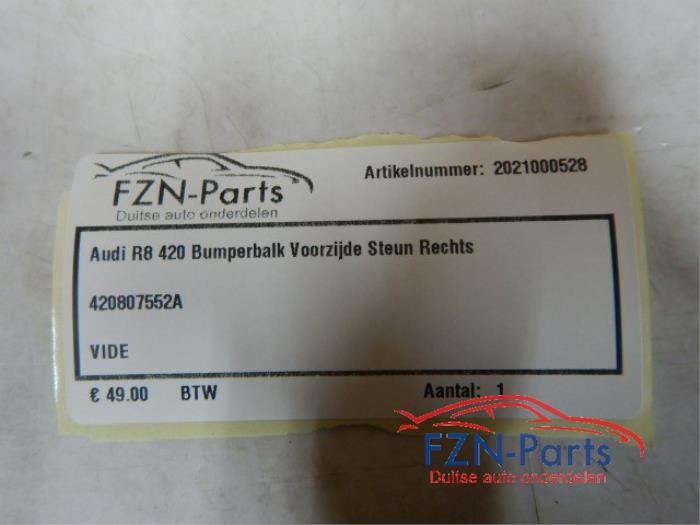 FZN-Parts
Duitse auto onderdelen
Artikelnummer: 2021000528
Audi R8 420 Bumperbalk Voorzijde Steun Rechts
420807552A
VIDE
€ 49.00 BTW Aantal: 1
FZN-Parts
Duitse auto onderdelen